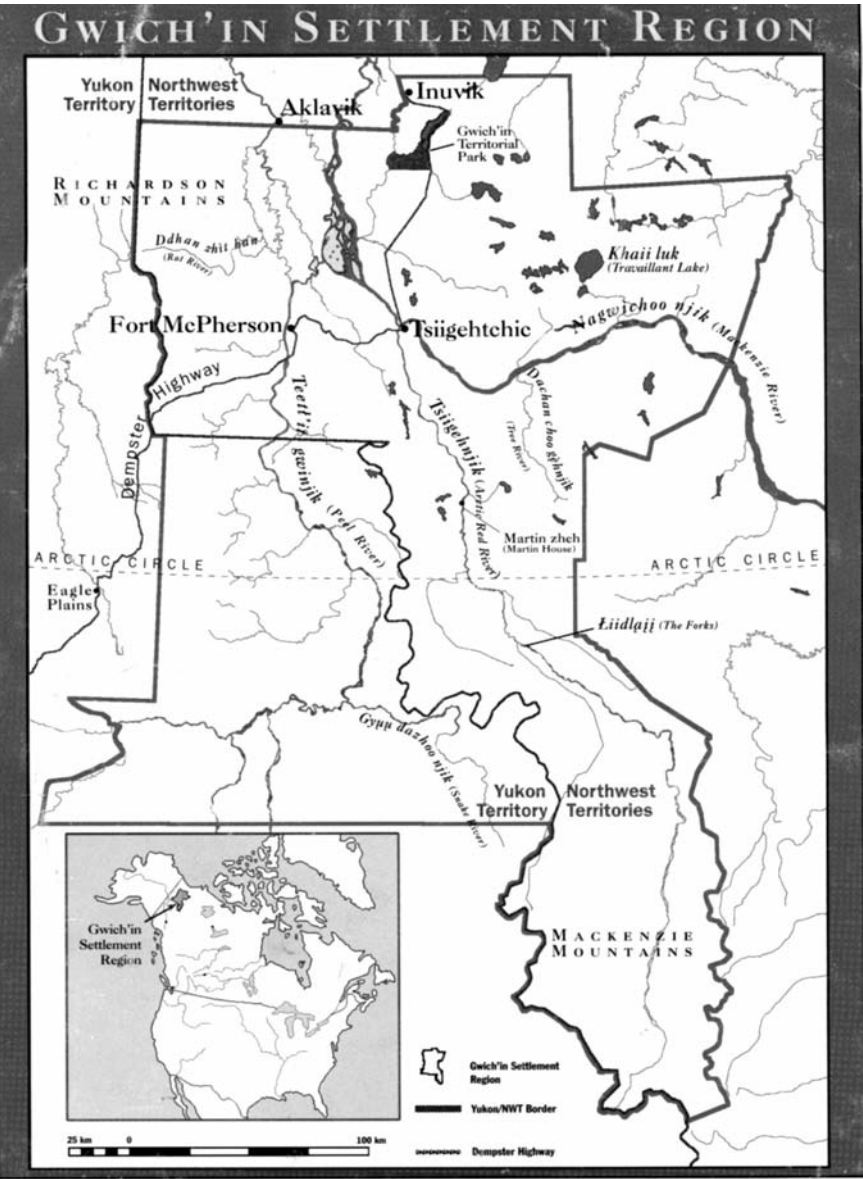 GWICH'IN SETTLEMENT REGION
Yukon
Territory
Northwest
Territories
Aklavik
Inuvik
Gwich'in
Territorial
Park
RICHARDSON
MOUNTAINS
Ddhan zhit han
(Rat River)
Khaii luk
(Travaillant Lake)
Fort McPherson
Tsiigehtchic
Nagwichoo njik (Mackenzie River)
Dempster Highway
Teetł'it gwinjik (Peel River)
Tsiigehnjik (Arctic Red River)
Dachan choo gę̀hnjik
(Tree River)
Martin zheh
(Martin House)
ARCTIC CIRCLE
ARCTIC CIRCLE
Eagle
Plains
Łiidląįį (The Forks)
Gyųų dazhoo njik (Snake River)
Yukon
Territory
Northwest
Territories
MACKENZIE
MOUNTAINS
Gwich'in
Settlement
Region
Gwich'in Settlement
Region
Yukon/NWT Border
Dempster Highway
25 km 0 100 km